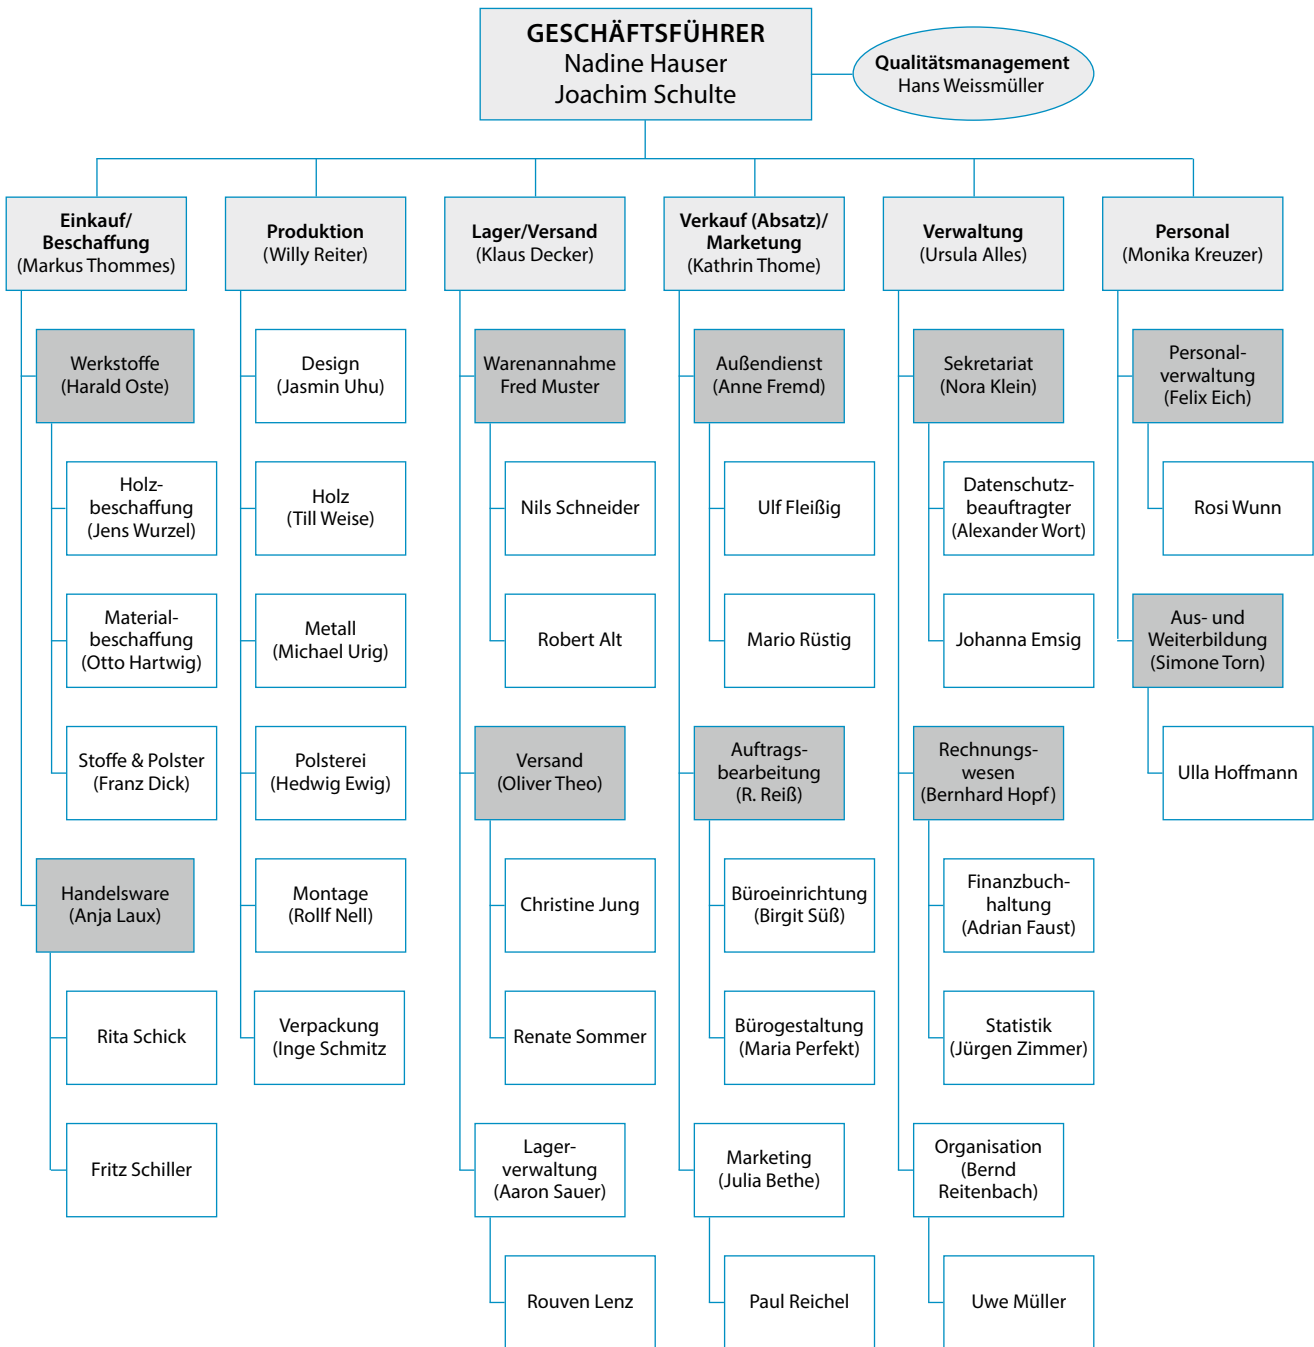 GESCHÄFTSFÜHRER
Nadine Hauser
Joachim Schulte
Qualitätsmanagement
Hans Weissmüller
Einkauf/
Beschaffung
(Markus Thommes)
Produktion
(Willy Reiter)
Lager/Versand
(Klaus Decker)
Verkauf (Absatz)/
Marketung
(Kathrin Thome)
Verwaltung
(Ursula Alles)
Personal
(Monika Kreuzer)
Werkstoffe
(Harald Oste)
Design
(Jasmin Uhu)
Warenannahme
Fred Muster
Außendienst
(Anne Fremd)
Sekretariat
(Nora Klein)
Personal-
verwaltung
(Felix Eich)
Holz-
beschaffung
(Jens Wurzel)
Holz
(Till Weise)
Nils Schneider
Ulf Fleißig
Datenschutz-
beauftragter
(Alexander Wort)
Rosi Wunn
Material-
beschaffung
(Otto Hartwig)
Metall
(Michael Urig)
Robert Alt
Mario Rüstig
Johanna Emsig
Aus- und
Weiterbildung
(Simone Torn)
Stoffe & Polster
(Franz Dick)
Polsterei
(Hedwig Ewig)
Versand
(Oliver Theo)
Auftrags-
bearbeitung
(R. Reiß)
Rechnungs-
wesen
(Bernhard Hopf)
Ulla Hoffmann
Handelsware
(Anja Laux)
Montage
(Rollf Nell)
Christine Jung
Büroeinrichtung
(Birgit Süß)
Finanzbuch-
haltung
(Adrian Faust)
Rita Schick
Verpackung
(Inge Schmitz
Renate Sommer
Bürogestaltung
(Maria Perfekt)
Statistik
(Jürgen Zimmer)
Fritz Schiller
Lager-
verwaltung
(Aaron Sauer)
Marketing
(Julia Bethe)
Organisation
(Bernd
Reitenbach)
Rouven Lenz
Paul Reichel
Uwe Müller